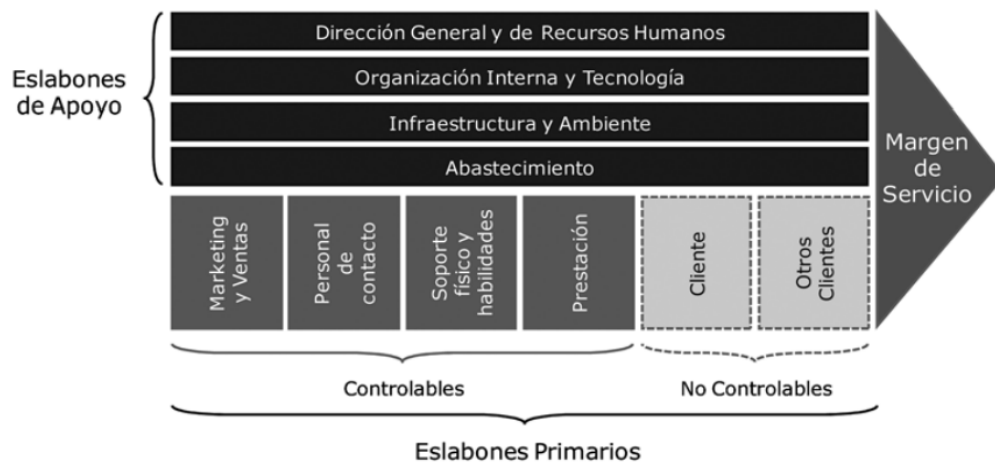 Eslabones
de Apoyo
Dirección General y de Recursos Humanos
Organización Interna y Tecnología
Infraestructura y Ambiente
Abastecimiento
Marketing
y Ventas
Personal
de
contacto
Soporte
físico y
habilidades
Prestación
Cliente
Otros
Clientes
Margen
de
Servicio
Controlables
No Controlables
Eslabones Primarios